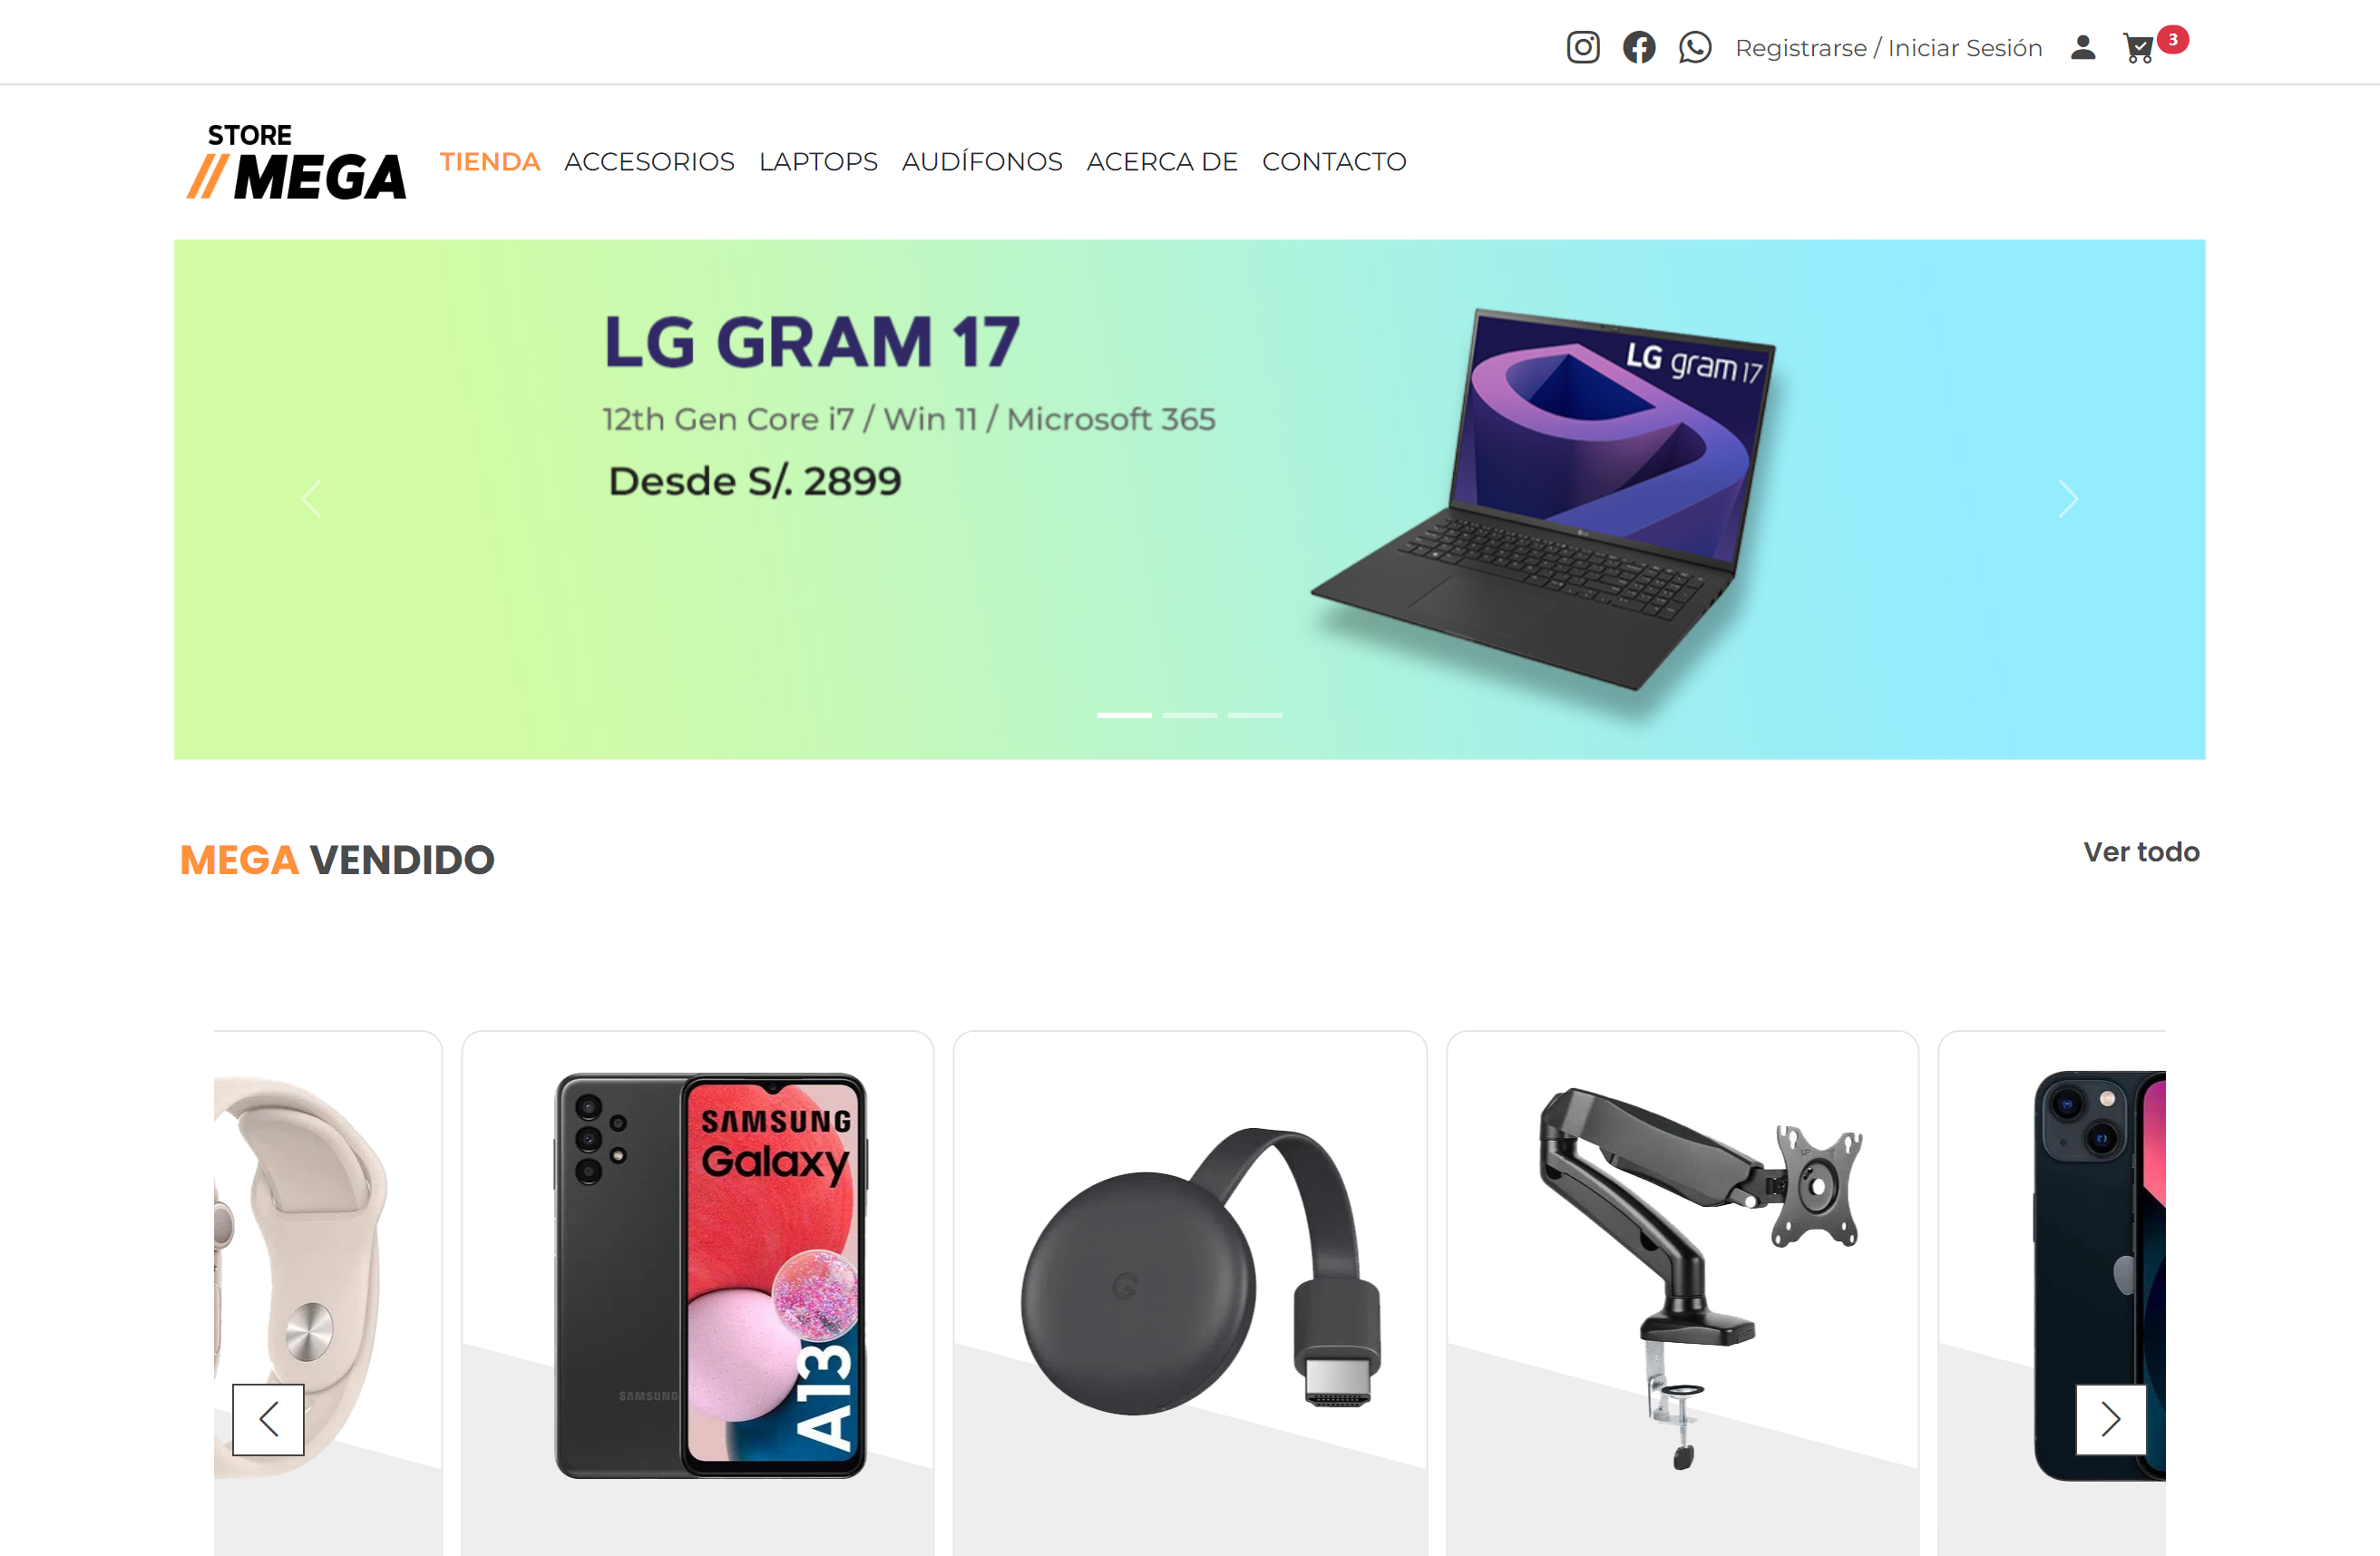 Registrarse / Iniciar Sesión
3
STORE
MEGA
TIENDA ACCESORIOS LAPTOPS AUDÍFONOS ACERCA DE CONTACTO
LG GRAM 17
12th Gen Core i7 / Win 11 / Microsoft 365
Desde S/. 2899
LG gram 17
MEGA VENDIDO
Ver todo
SAMSUNG
Galaxy
A13
SAMSUNG
G